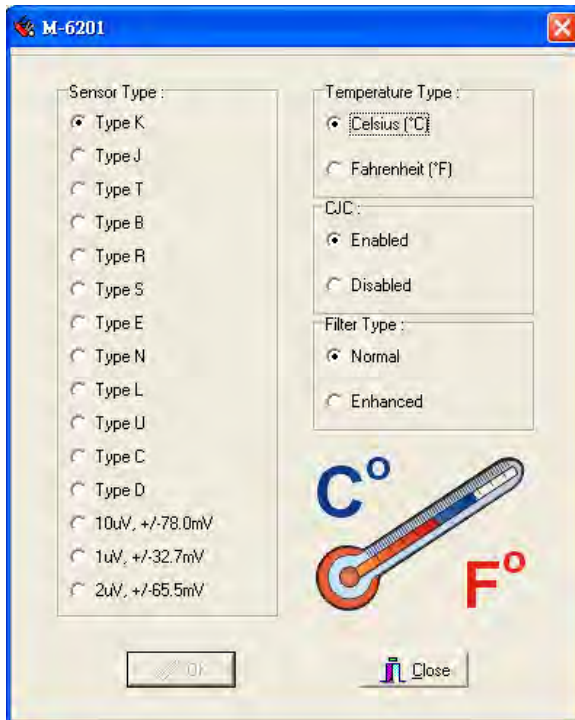 M-6201
Sensor Type :
Type K
Type J
Type T
Type B
Type R
Type S
Type E
Type N
Type L
Type U
Type C
Type D
10uV, +/-78.0mV
1uV, +/-32.7mV
2uV, +/-65.5mV
Temperature Type :
Celsius (°C)
Fahrenheit (°F)
CJC :
Enabled
Disabled
Filter Type :
Normal
Enhanced
C°
F°
OK
Close